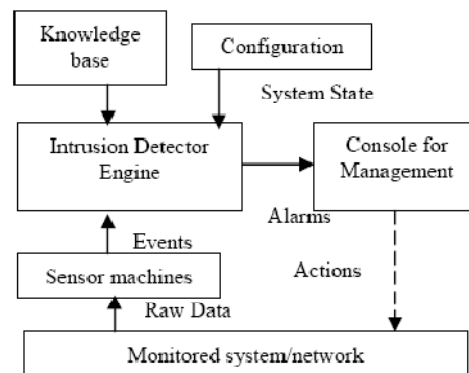 Knowledge
base
Configuration
System State
Intrusion Detector
Engine
Console for
Management
Alarms
Events
Actions
Sensor machines
Raw Data
Monitored system/network